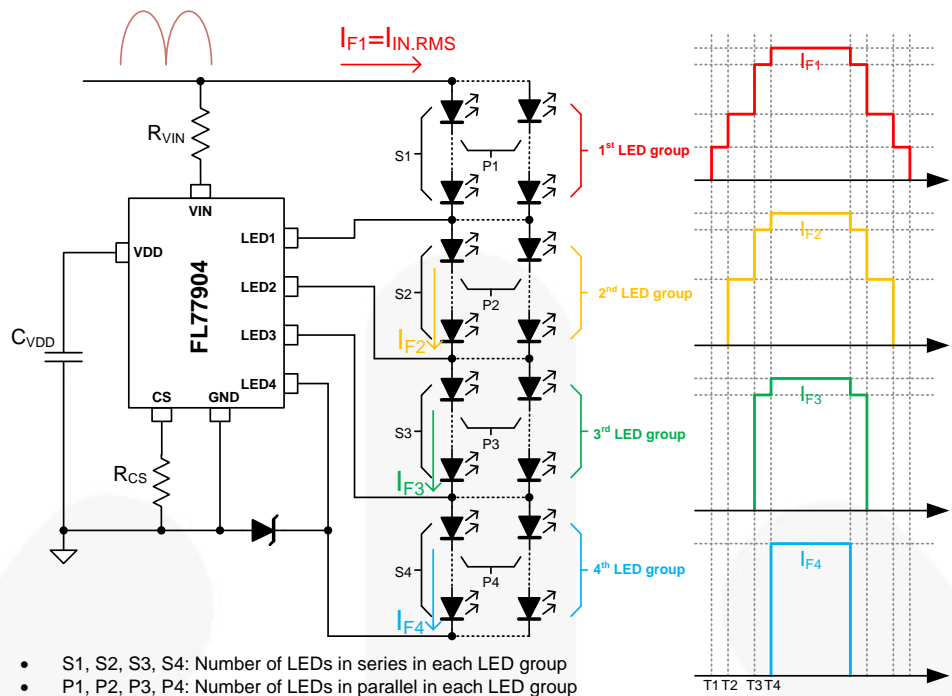 IF1=IIN.RMS
RVIN
VIN
VDD
FL77904
LED1
LED2
LED3
LED4
CS
GND
CVDD
RCS
S1
P1
1st LED group
S2
P2
2nd LED group
IF2
S3
P3
3rd LED group
IF3
S4
P4
4th LED group
IF4
IF1
IF2
IF3
IF4
T1 T2 T3 T4
• S1, S2, S3, S4: Number of LEDs in series in each LED group
• P1, P2, P3, P4: Number of LEDs in parallel in each LED group